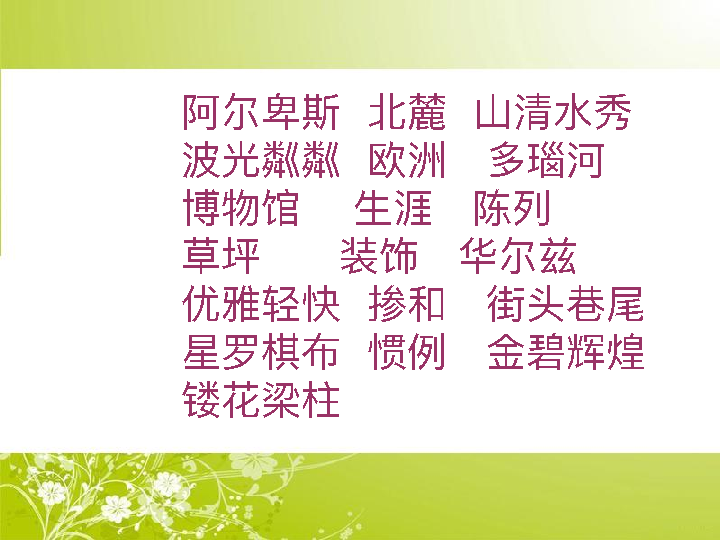 阿尔卑斯 北麓 山清水秀
波光粼粼 欧洲 多瑙河
博物馆 生涯 陈列
草坪 装饰 华尔兹
优雅轻快 掺和 街头巷尾
星罗棋布 惯例 金碧辉煌
镂花梁柱